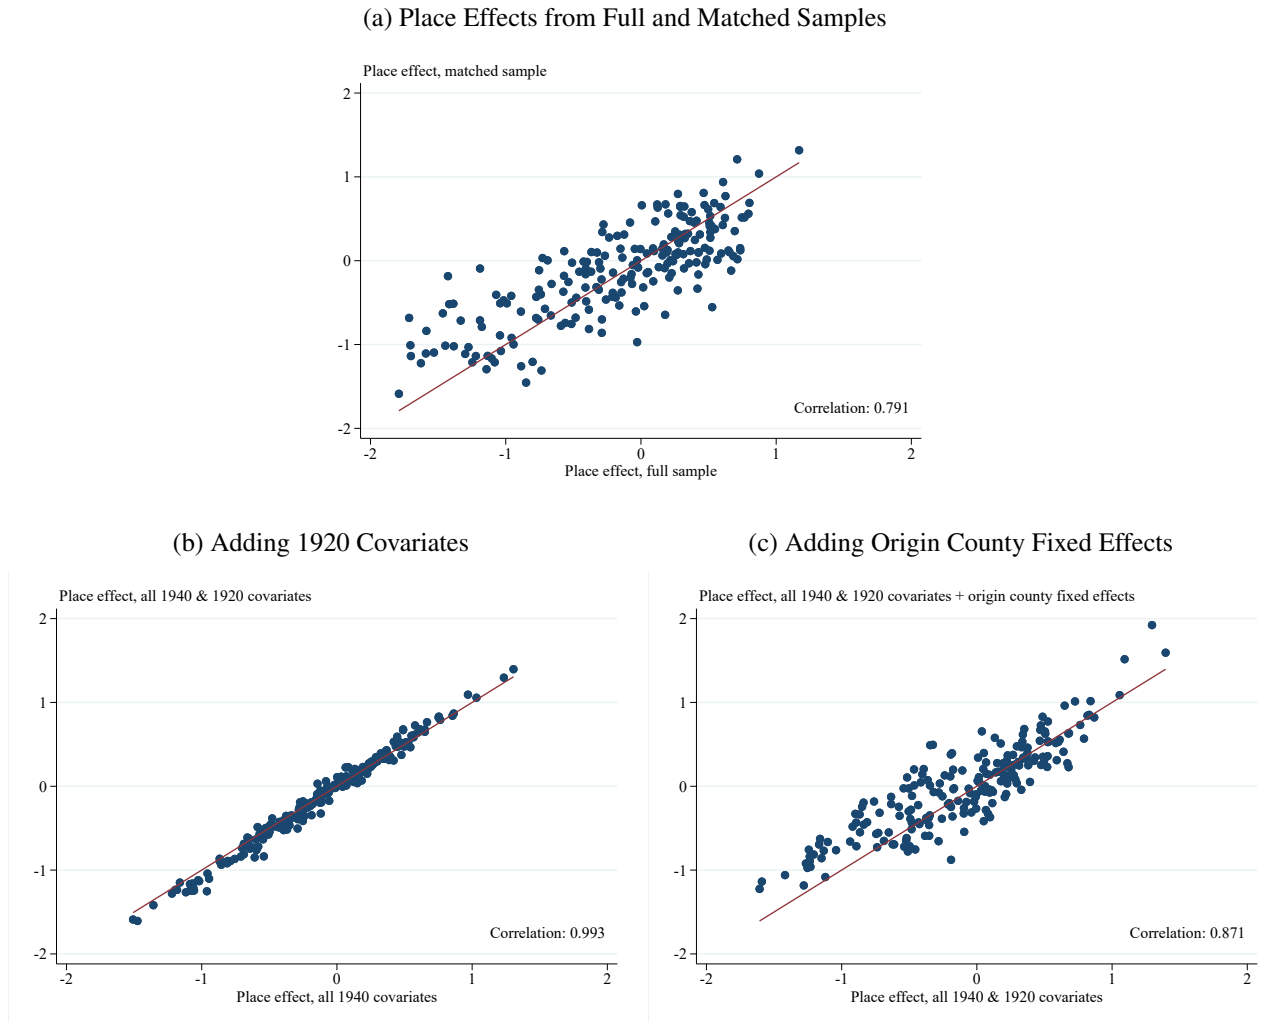 (a) Place Effects from Full and Matched Samples
Place effect, matched sample
2
1
0
-1
-2
Correlation: 0.791
-2 -1 0 1 2
Place effect, full sample
(b) Adding 1920 Covariates
Place effect, all 1940 & 1920 covariates
2
1
0
-1
-2
Correlation: 0.993
-2 -1 0 1 2
Place effect, all 1940 covariates
(c) Adding Origin County Fixed Effects
Place effect, all 1940 & 1920 covariates + origin county fixed effects
2
1
0
-1
-2
Correlation: 0.871
-2 -1 0 1 2
Place effect, all 1940 & 1920 covariates